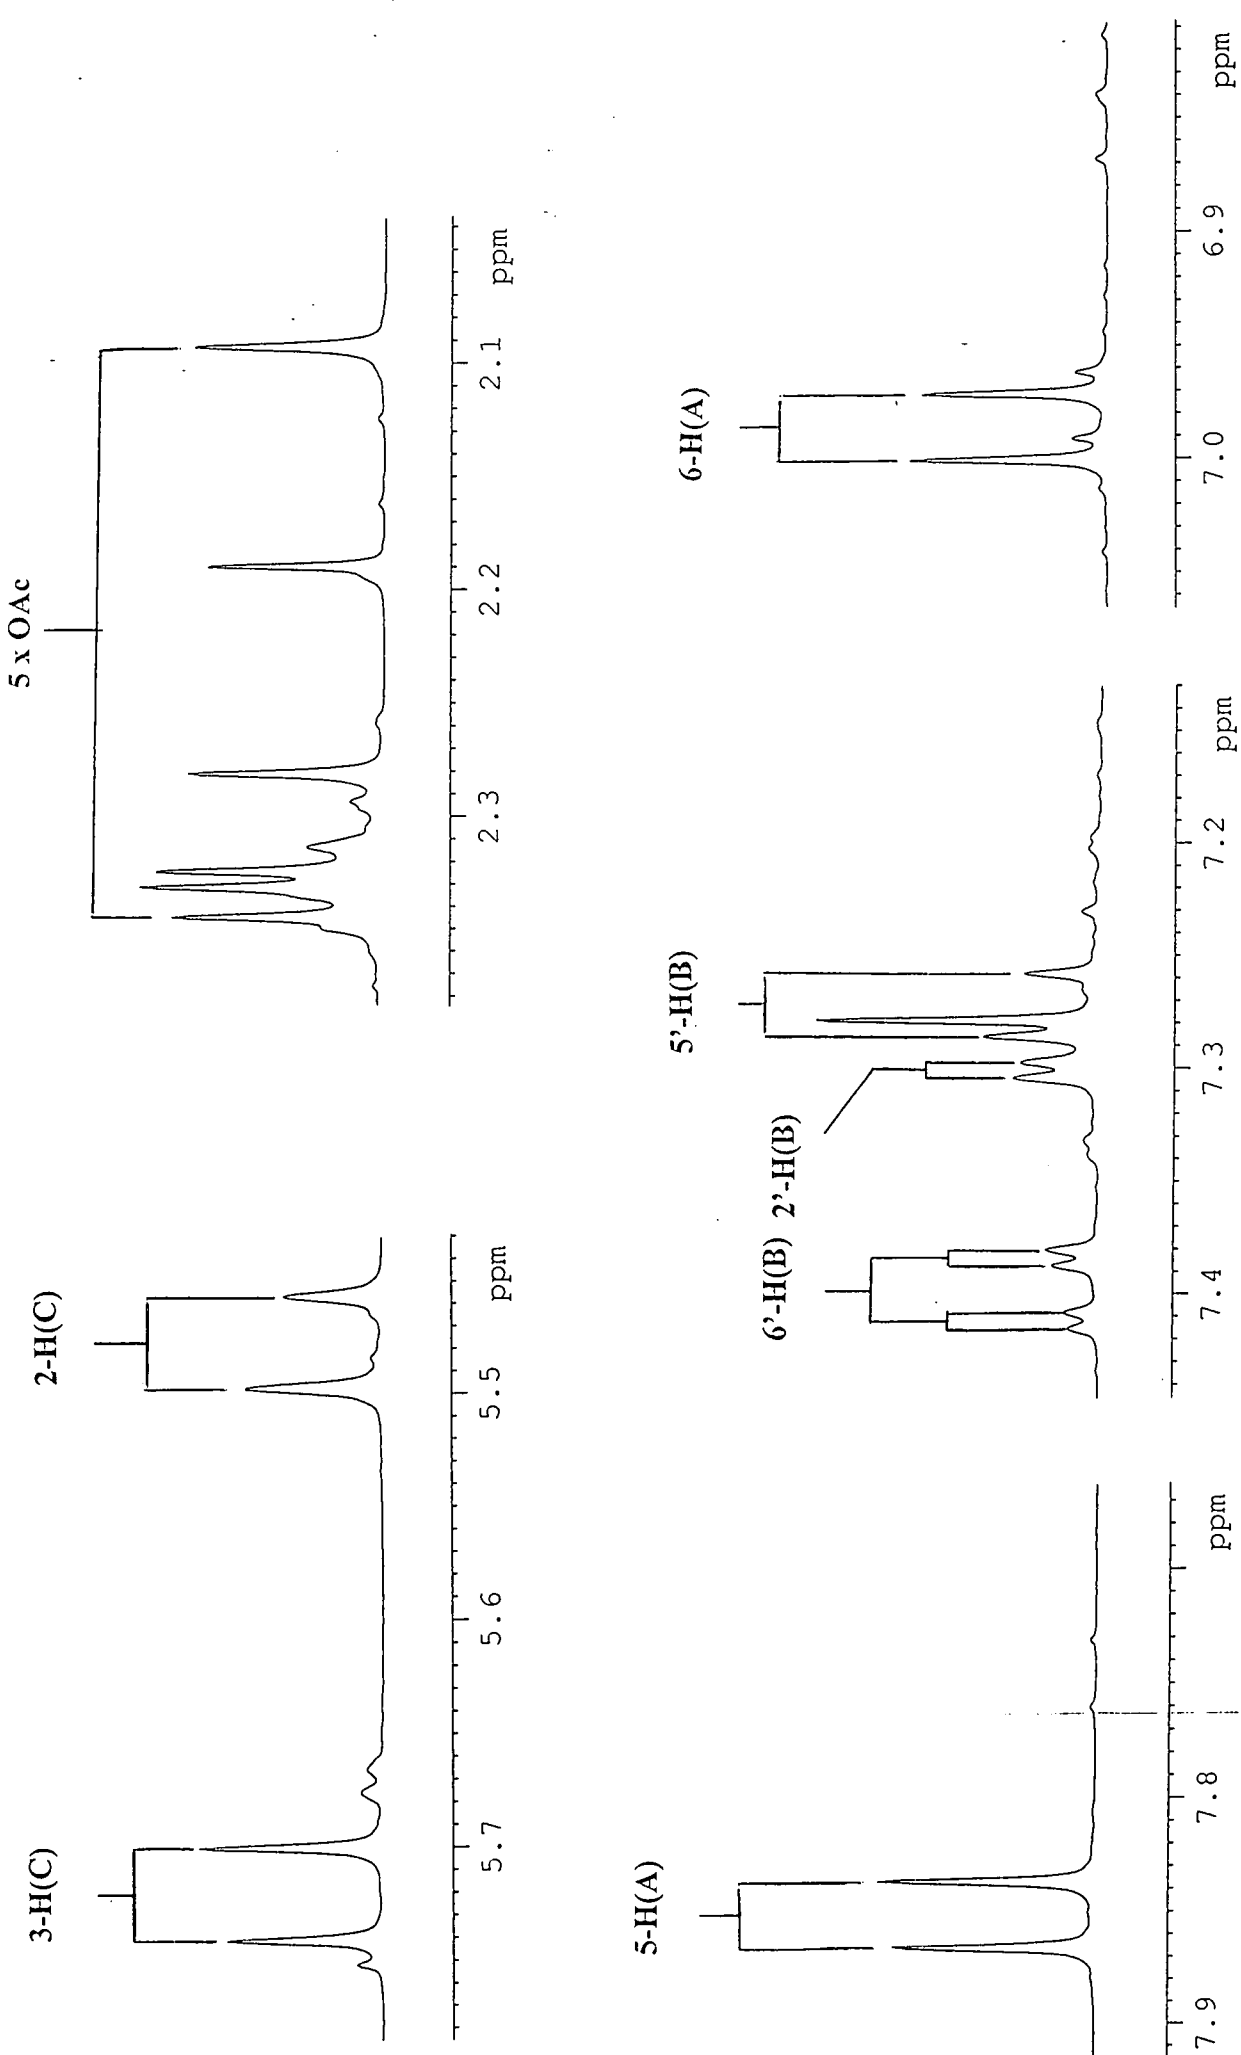 5 x OAc
2.3 2.2 2.1 ppm
3-H(C) 2-H(C)
5.7 5.6 5.5 ppm
6-H(A)
7.0 6.9 ppm
6'-H(B) 2'-H(B) 5'-H(B)
7.4 7.3 7.2 ppm
5-H(A)
7.9 7.8 ppm